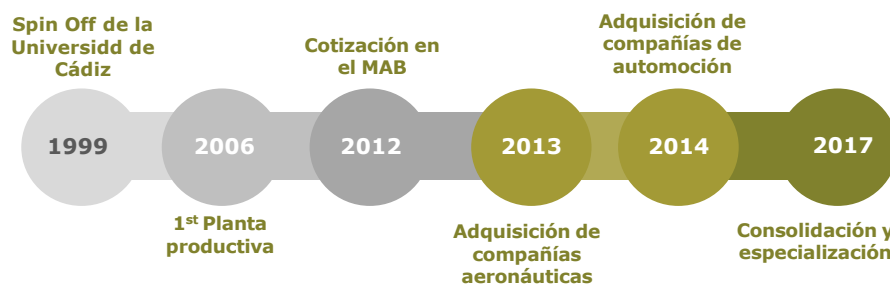 Spin Off de la
Universidd de
Cádiz
1999
1st Planta
productiva
2006
Cotización en
el MAB
2012
2013
Adquisición de
compañías
aeronáuticas
Adquisición de
compañías de
automoción
2014
2017
Consolidación y
especialización